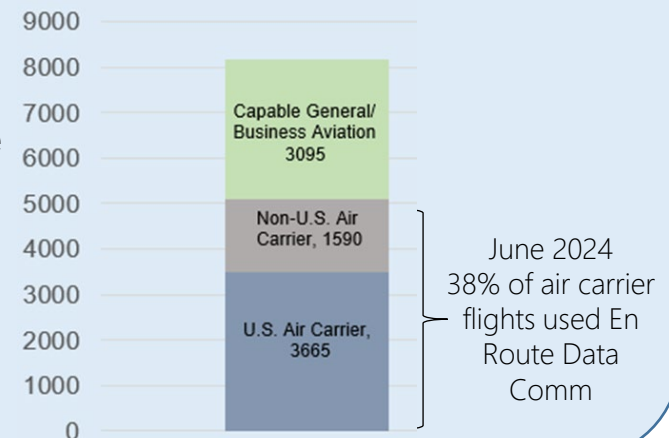 9000
8000
7000
6000
5000
4000
3000
2000
1000
0
Capable General/
Business Aviation
3095
Non-U.S. Air
Carrier, 1590
U.S. Air Carrier,
3665
June 2024
38% of air carrier
flights used En
Route Data
Comm